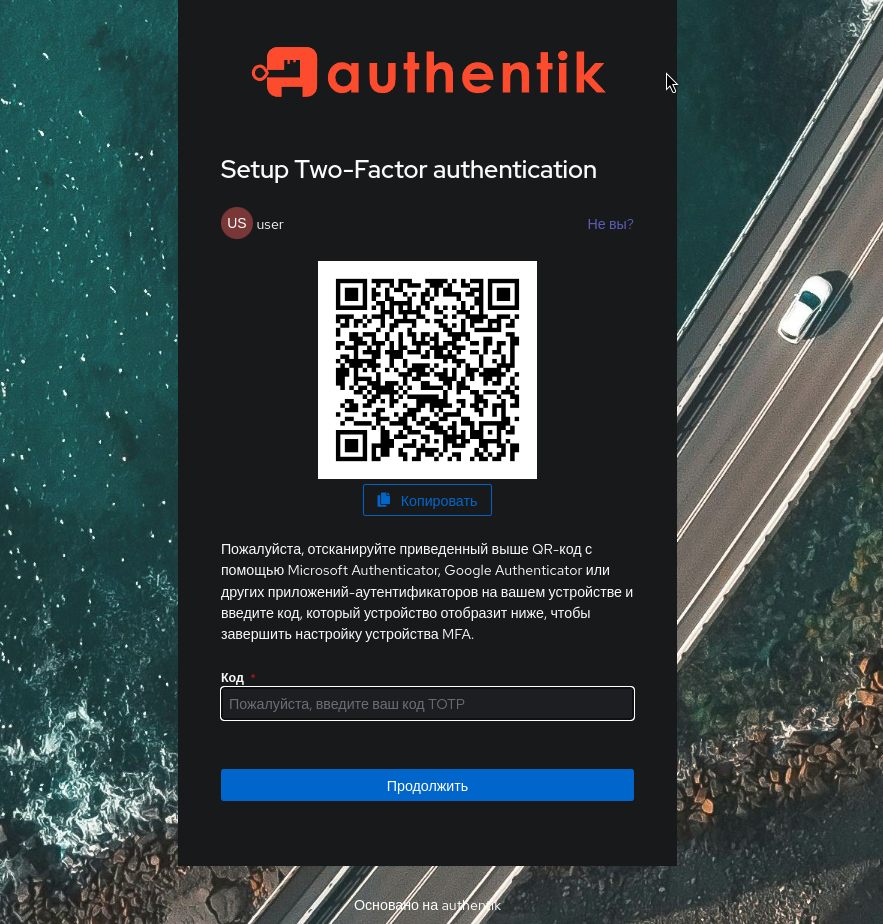 authentik
Setup Two-Factor authentication
US user Не вы?
Копировать
Пожалуйста, отсканируйте приведенный выше QR-код с
помощью Microsoft Authenticator, Google Authenticator или
других приложений-аутентификаторов на вашем устройстве и
введите код, который устройство отобразит ниже, чтобы
завершить настройку устройства MFA.
Код *
Пожалуйста, введите ваш код TOTP
Продолжить
Основано на authentik